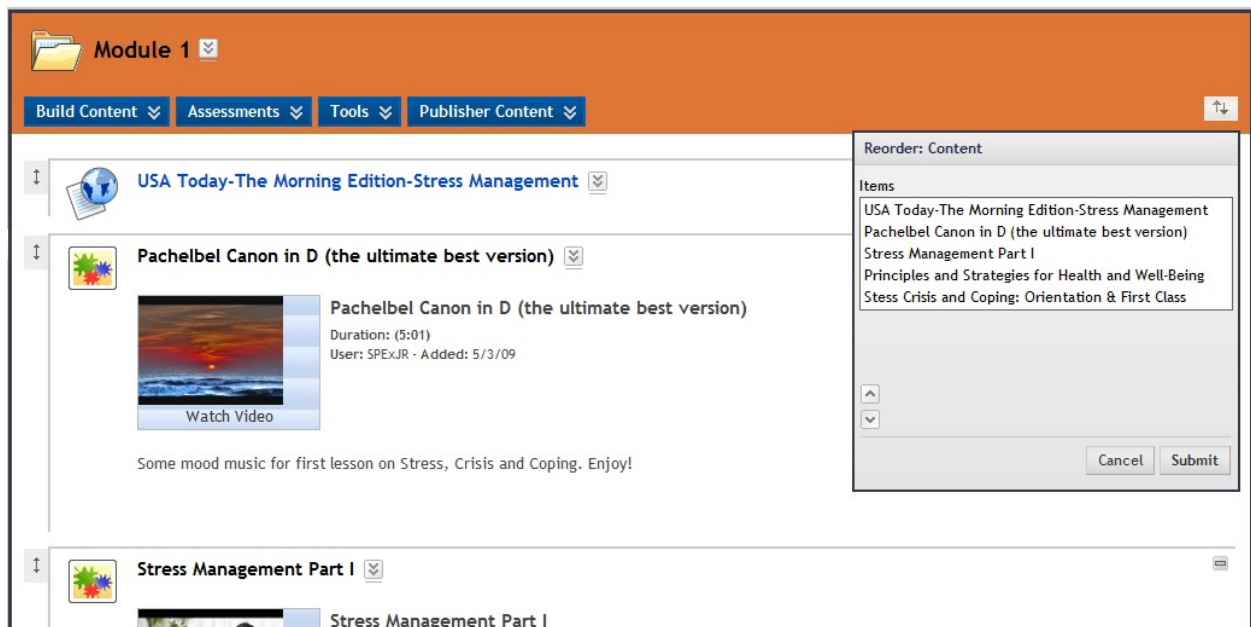 Module 1
Build Content
Assessments
Tools
Publisher Content
Reorder: Content
Items
USA Today-The Morning Edition-Stress Management
Pachelbel Canon in D (the ultimate best version)
Stress Management Part I
Principles and Strategies for Health and Well-Being
Stess Crisis and Coping: Orientation & First Class
Cancel
Submit
USA Today-The Morning Edition-Stress Management
Pachelbel Canon in D (the ultimate best version)
Pachelbel Canon in D (the ultimate best version)
Duration: (5:01)
User: SPExJR - Added: 5/3/09
Watch Video
Some mood music for first lesson on Stress, Crisis and Coping. Enjoy!
Stress Management Part I
Stress Management Part I